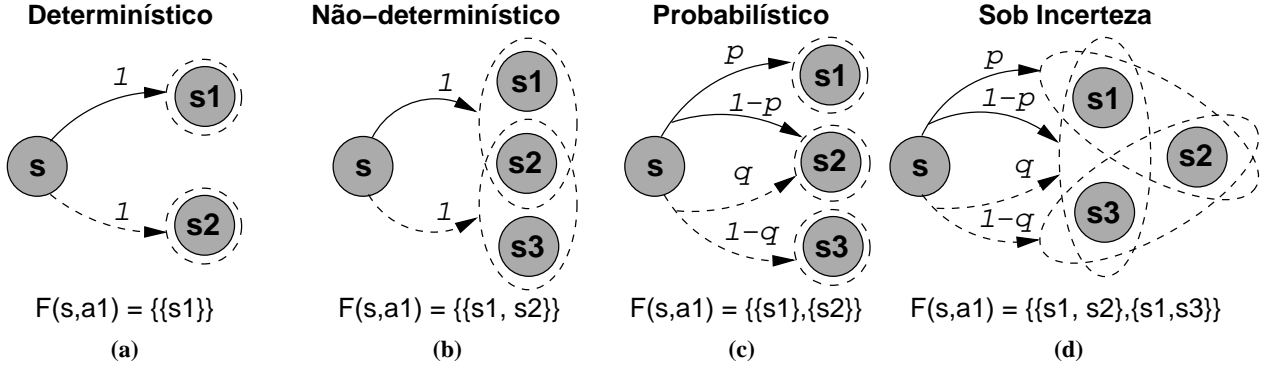 Determinístico
1
s
s1
1
s2
F(s,a1) = {{s1}}
(a)
Não-determinístico
1
s
s1
s2
1
s3
F(s,a1) = {{s1, s2}}
(b)
Probabilístico
p
s1
1-p
s
s2
q
1-q
s3
F(s,a1) = {{s1},{s2}}
(c)
Sob Incerteza
p
s1
1-p
s
s2
q
s3
1-q
F(s,a1) = {{s1, s2},{s1,s3}}
(d)